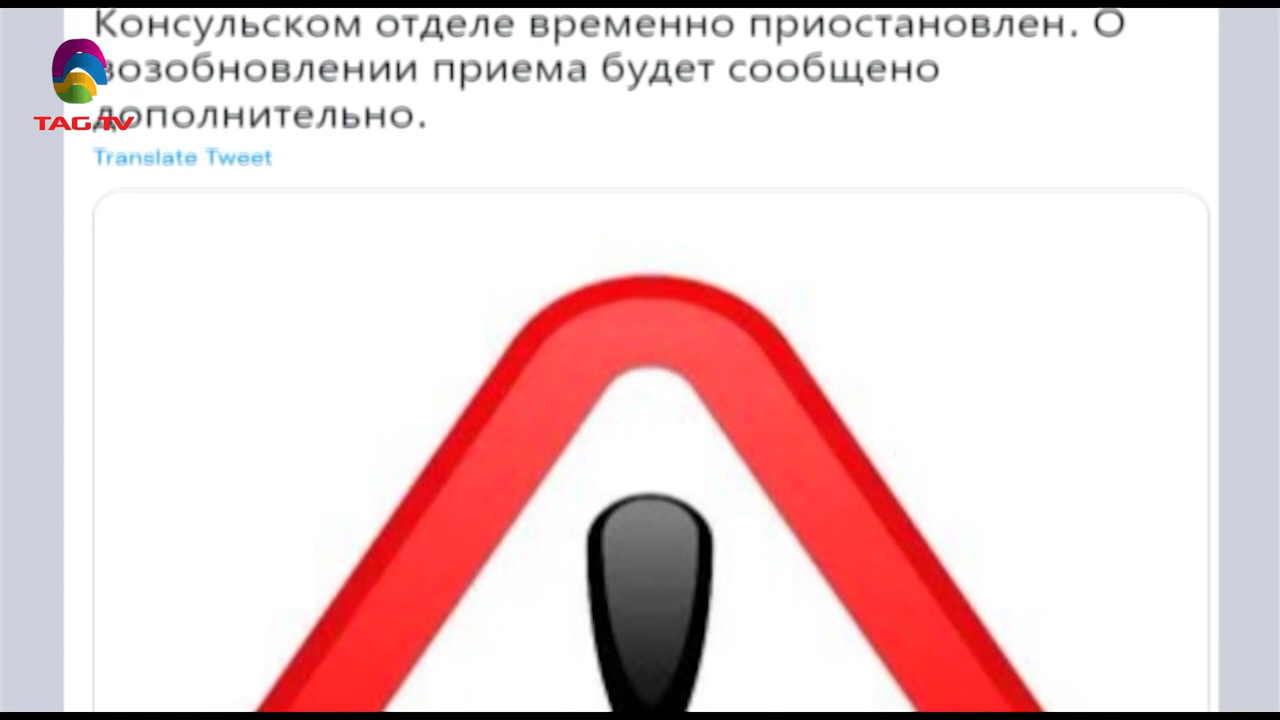 Консульском отделе временно приостановлен. О
возобновлении приема будет сообщено
дополнительно.
TAG TV
Translate Tweet